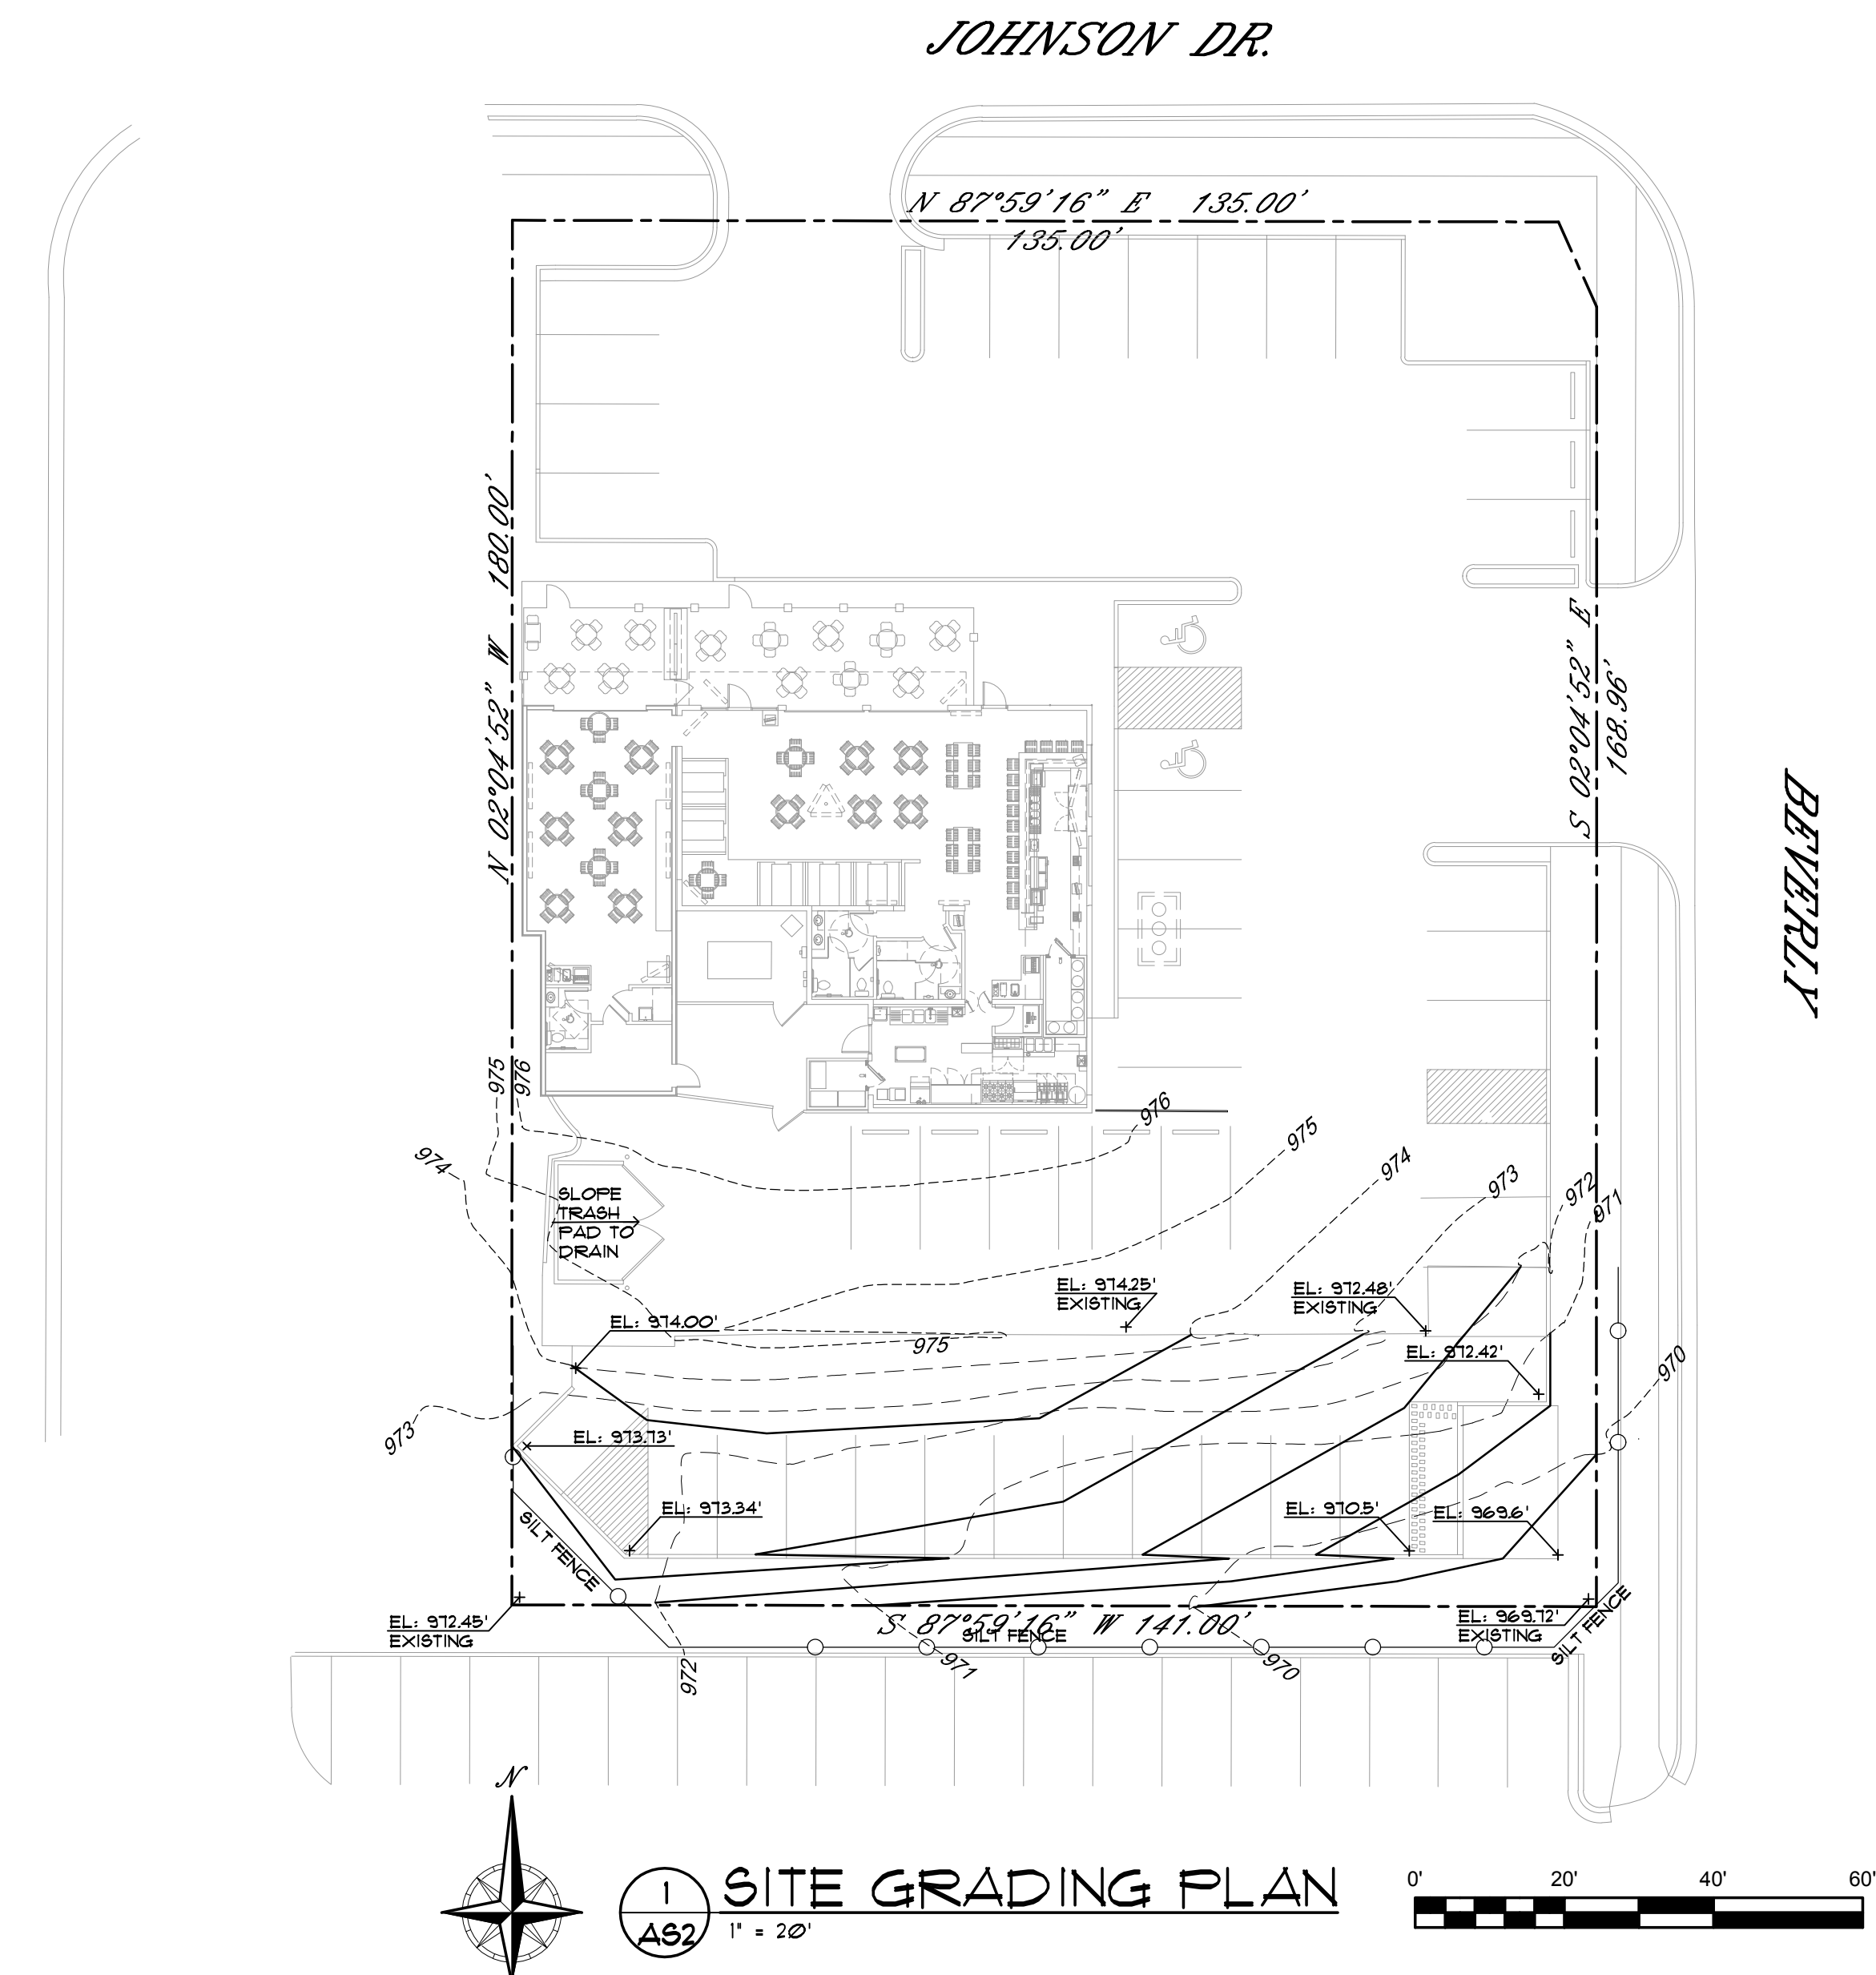 JOHNSON DR.
N 87°59'16" E 135.00'
135.00'
N 02°04'52" W 180.00'
S 02°04'52" E
168.96'
BEVERLY
975
976
976
975
974
974
973
972
971
SLOPE
TRASH
PAD TO
DRAIN
EL: 974.25'
EXISTING
EL: 972.48'
EXISTING
EL: 974.00'
975
EL: 972.42'
970
973
EL: 973.73'
EL: 973.34'
EL: 970.5'
EL: 969.6'
SILT FENCE
EL: 972.45'
EXISTING
S 87°59'16" W 141.00'
SILT FENCE
EL: 969.72'
EXISTING
SILT FENCE
972
971
970
N
1
AS2
SITE GRADING PLAN
1" = 20'
0' 20' 40' 60'